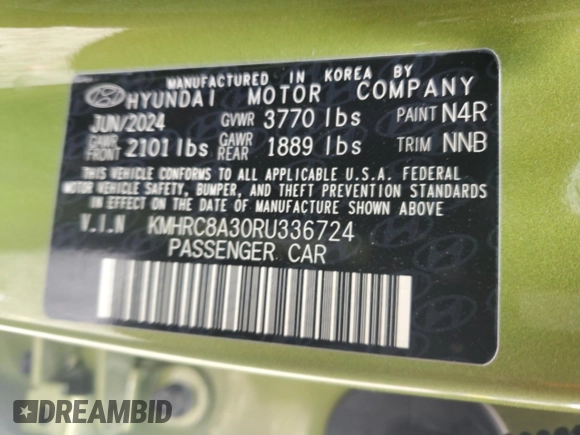 MANUFACTURED IN KOREA BY
HYUNDAI MOTOR COMPANY
JUN/2024 GVWR 3770 lbs PAINT N4R
GAWR FRONT 2101 lbs GAWR REAR 1889 lbs TRIM NNB
THIS VEHICLE CONFORMS TO ALL APPLICABLE U.S.A. FEDERAL
MOTOR VEHICLE SAFETY, BUMPER, AND THEFT PREVENTION STANDARDS
IN EFFECT ON THE DATE OF MANUFACTURE SHOWN ABOVE.
V.I.N KMHRC8A30RU336724
PASSENGER CAR
DREAMBID